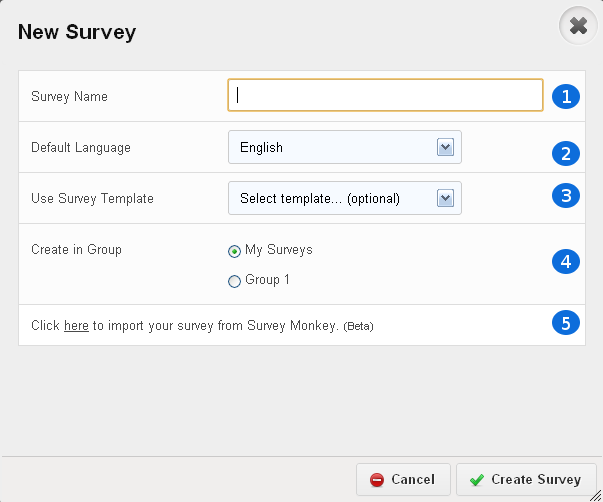 New Survey
Survey Name 1
Default Language English 2
Use Survey Template Select template... (optional) 3
Create in Group My Surveys 4
Group 1
Click here to import your survey from Survey Monkey. (Beta) 5
Cancel Create Survey